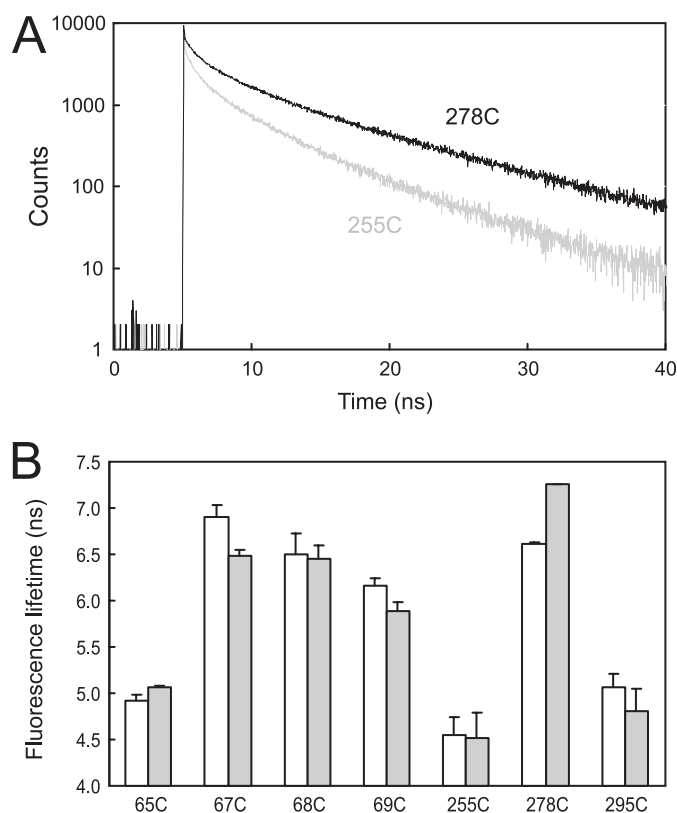 A
10000
1000
100
10
1
Counts
278C
255C
0 10 20 30 40
Time (ns)
B
7.5
7.0
6.5
6.0
5.5
5.0
4.5
4.0
Fluorescence lifetime (ns)
65C 67C 68C 69C 255C 278C 295C